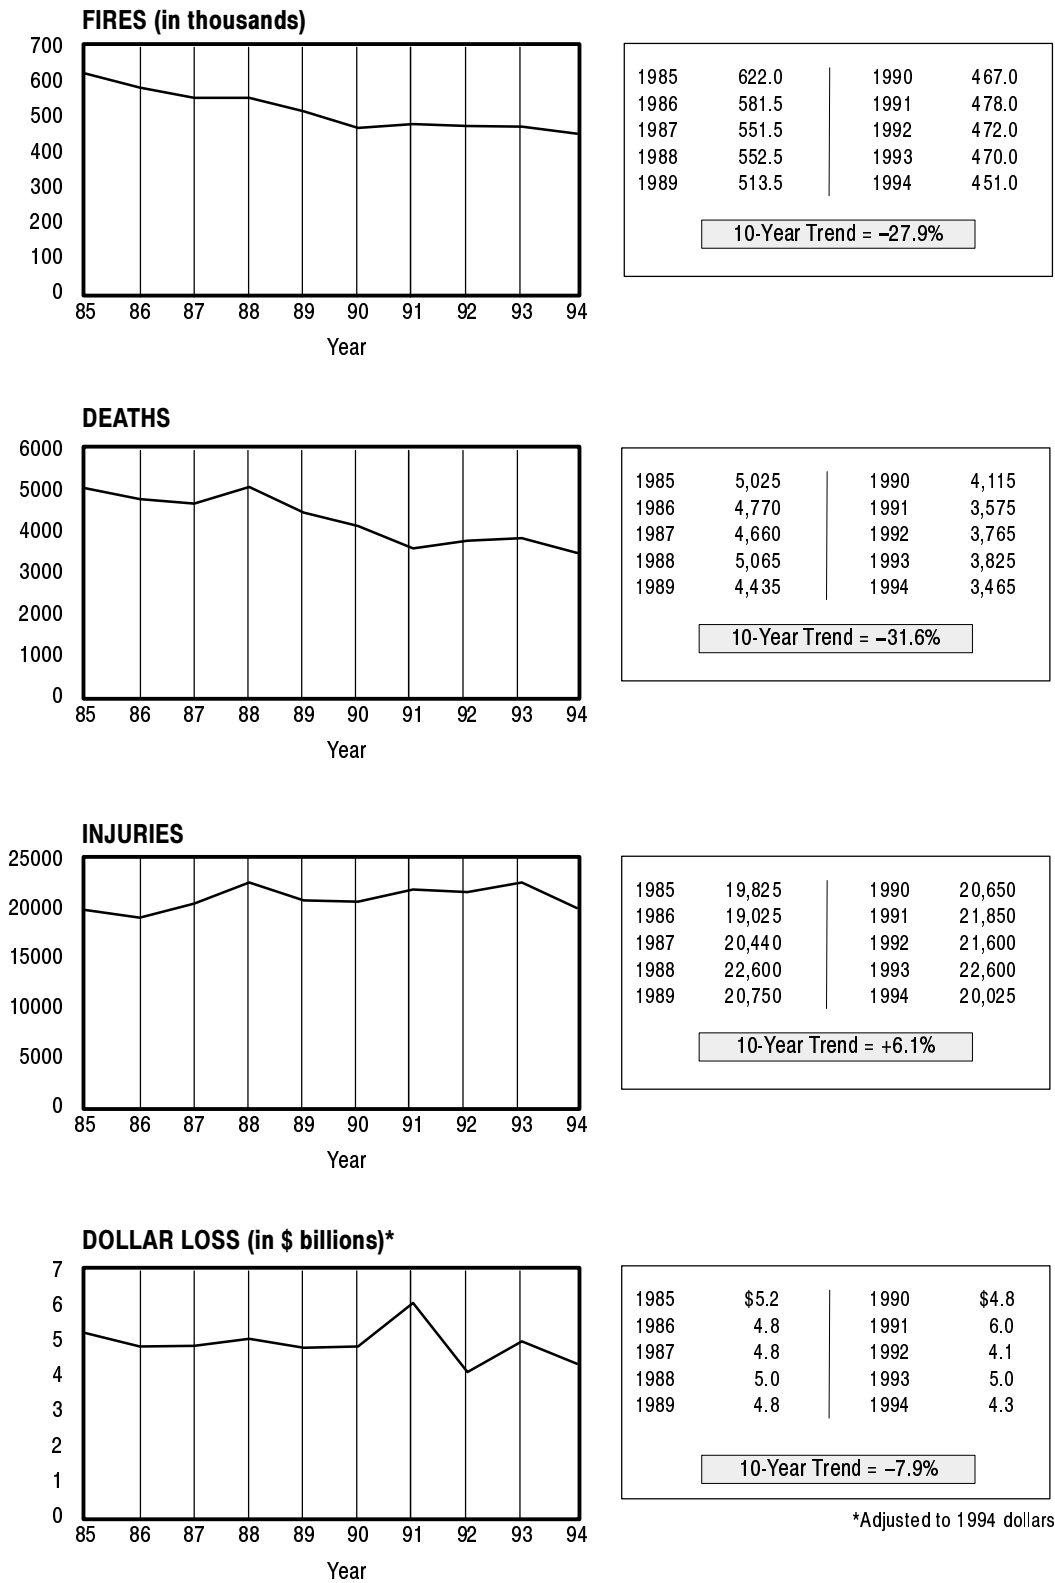 FIRES (in thousands)
700
600
500
400
300
200
100
0
85 86 87 88 89 90 91 92 93 94
Year
1985 622.0 1990 467.0
1986 581.5 1991 478.0
1987 551.5 1992 472.0
1988 552.5 1993 470.0
1989 513.5 1994 451.0
10-Year Trend = –27.9%
DEATHS
6000
5000
4000
3000
2000
1000
0
85 86 87 88 89 90 91 92 93 94
Year
1985 5,025 1990 4,115
1986 4,770 1991 3,575
1987 4,660 1992 3,765
1988 5,065 1993 3,825
1989 4,435 1994 3,465
10-Year Trend = –31.6%
INJURIES
25000
20000
15000
10000
5000
0
85 86 87 88 89 90 91 92 93 94
Year
1985 19,825 1990 20,650
1986 19,025 1991 21,850
1987 20,440 1992 21,600
1988 22,600 1993 22,600
1989 20,750 1994 20,025
10-Year Trend = +6.1%
DOLLAR LOSS (in $ billions)*
7
6
5
4
3
2
1
0
85 86 87 88 89 90 91 92 93 94
Year
1985 $5.2 1990 $4.8
1986 4.8 1991 6.0
1987 4.8 1992 4.1
1988 5.0 1993 5.0
1989 4.8 1994 4.3
10-Year Trend = –7.9%
*Adjusted to 1994 dollars